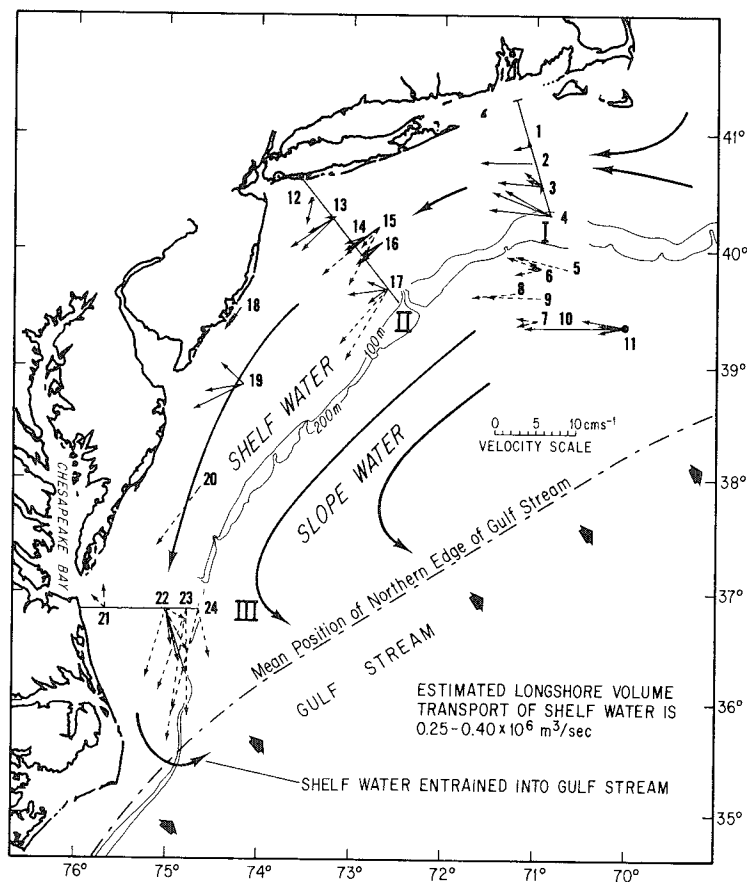 1
2
3
4
I
5
6
7
8
9
10
11
12
13
14
15
16
17
II
18
19
20
21
22
23
24
III
41°
40°
39°
38°
37°
36°
35°
76°
75°
74°
73°
72°
71°
70°
100m
200m
SHELF WATER
SLOPE WATER
CHESAPEAKE BAY
0 5 10 cms⁻¹
VELOCITY SCALE
Mean Position of Northern Edge of Gulf Stream
GULF STREAM
ESTIMATED LONGSHORE VOLUME
TRANSPORT OF SHELF WATER IS
0.25-0.40×10⁶ m³/sec
SHELF WATER ENTRAINED INTO GULF STREAM